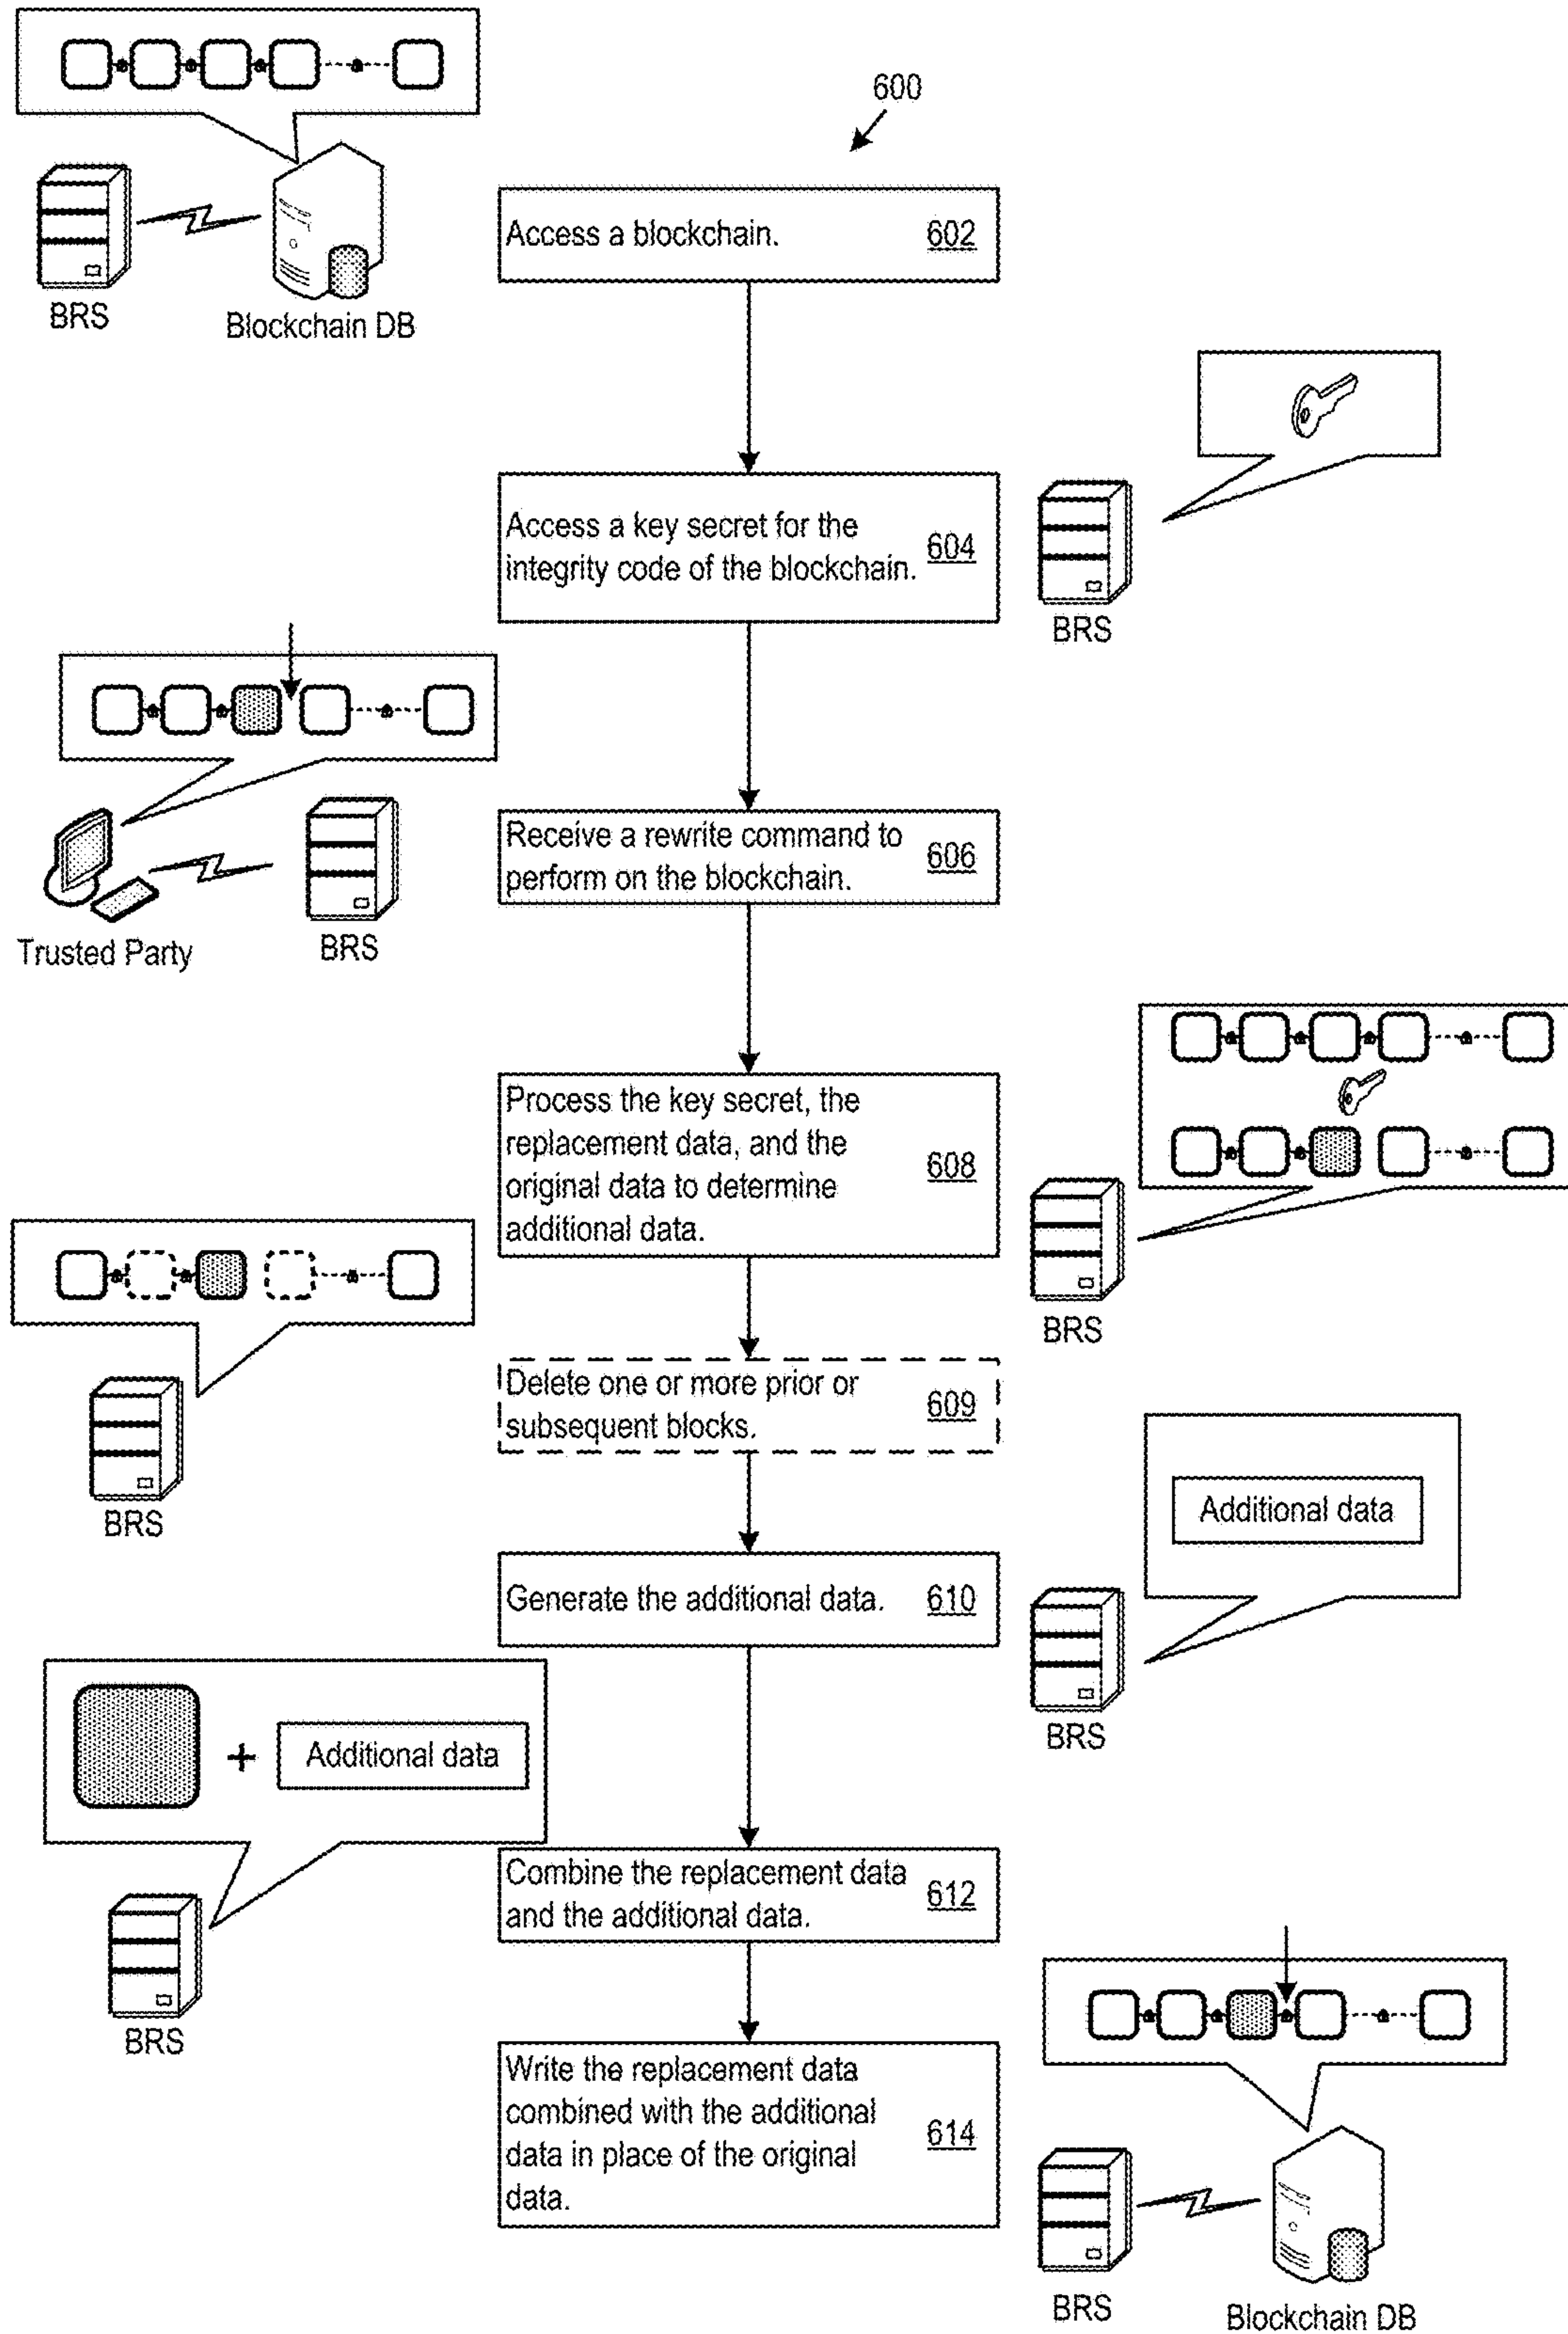 600
BRS
Blockchain DB
Access a blockchain.
602
Access a key secret for the
integrity code of the blockchain.
604
BRS
Receive a rewrite command to
perform on the blockchain.
606
Trusted Party
BRS
Process the key secret, the
replacement data, and the
original data to determine
additional data.
608
BRS
Delete one or more prior or
subsequent blocks.
609
BRS
Additional data
Generate the additional data.
610
BRS
+
Additional data
Combine the replacement data
and the additional data.
612
BRS
Write the replacement data
combined with the additional
data in place of the original
data.
614
BRS
Blockchain DB